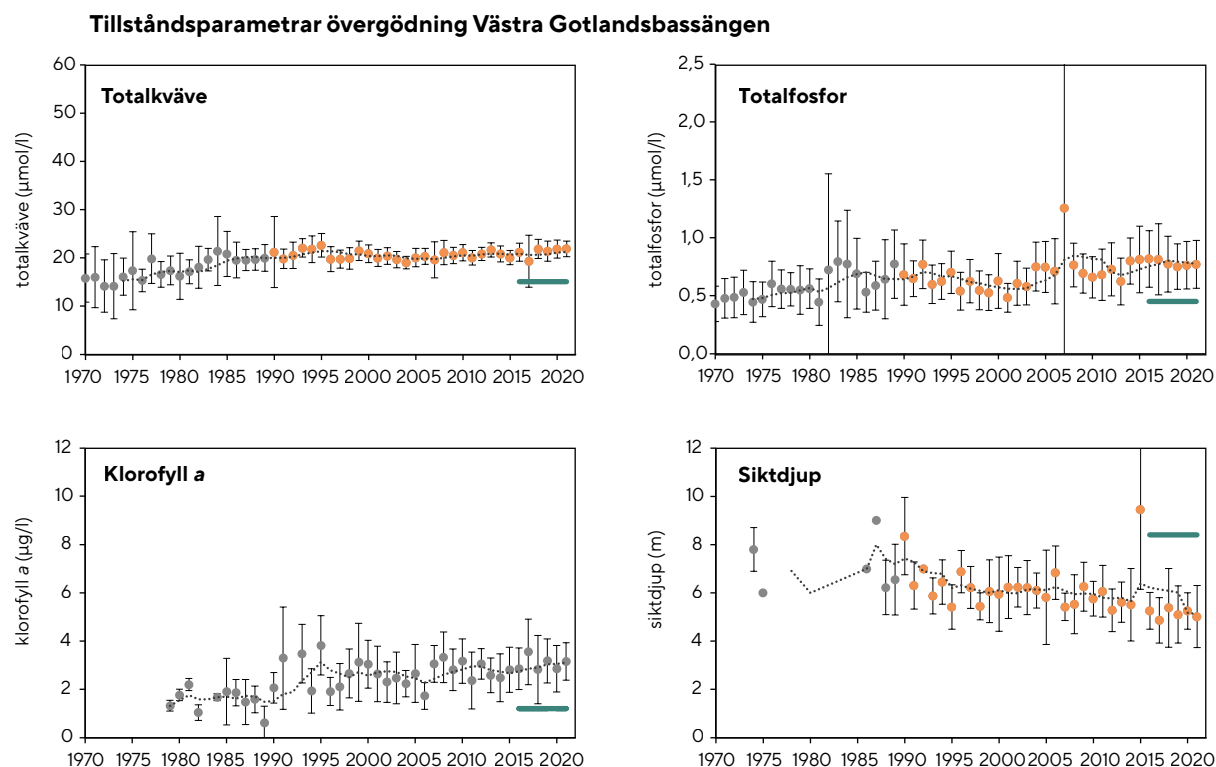 Tillståndsparametrar övergödning Västra Gotlandsbassängen
Totalkväve
totalkväve (µmol/l)
60
50
40
30
20
10
0
1970 1975 1980 1985 1990 1995 2000 2005 2010 2015 2020
Totalfosfor
totalfosfor (µmol/l)
2,5
2,0
1,5
1,0
0,5
0,0
1970 1975 1980 1985 1990 1995 2000 2005 2010 2015 2020
Klorofyll a
klorofyll a (µg/l)
12
10
8
6
4
2
0
1970 1975 1980 1985 1990 1995 2000 2005 2010 2015 2020
Siktdjup
siktdjup (m)
12
10
8
6
4
2
0
1970 1975 1980 1985 1990 1995 2000 2005 2010 2015 2020